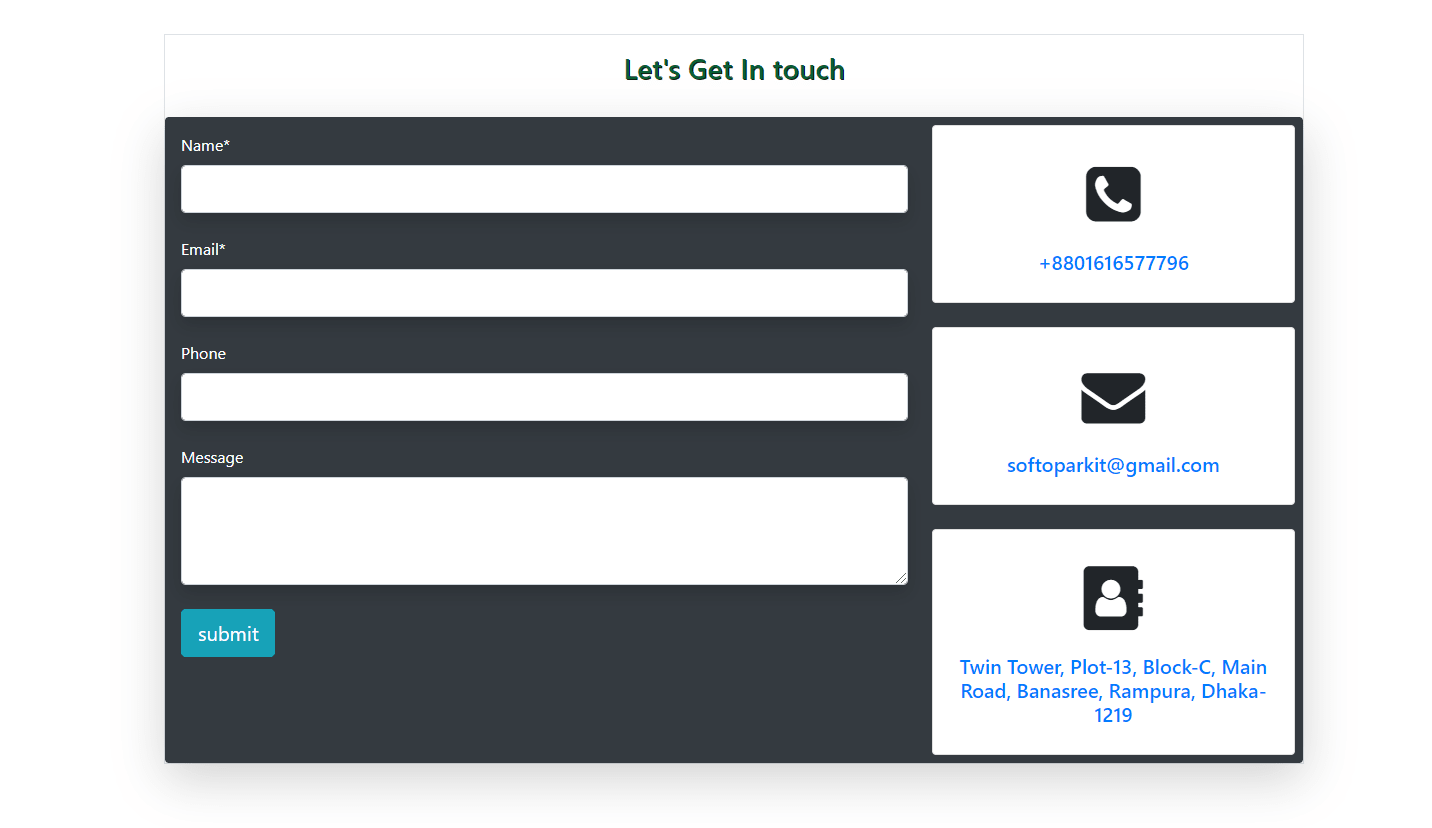 Let's Get In touch
Name*
Email*
Phone
Message
submit
+8801616577796
softoparkit@gmail.com
Twin Tower, Plot-13, Block-C, Main
Road, Banasree, Rampura, Dhaka-
1219